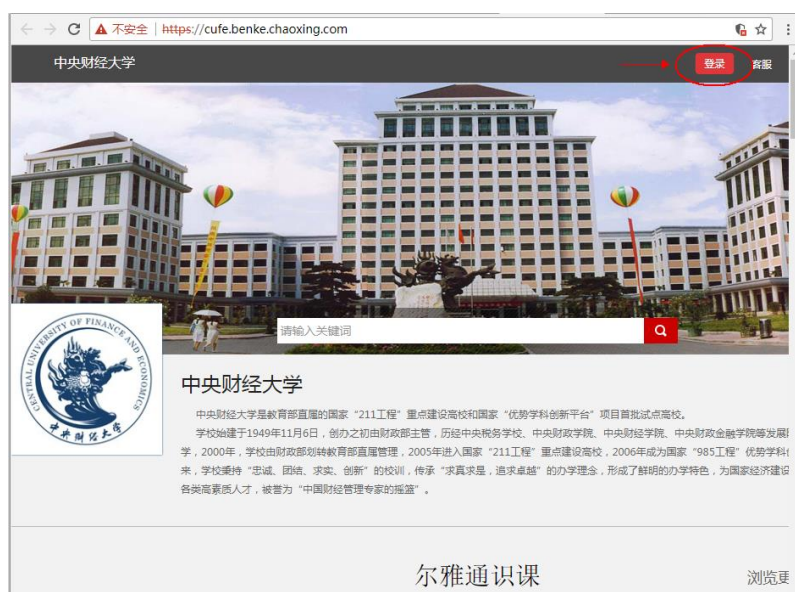 不安全 | https://cufe.benke.chaoxing.com
中央财经大学
登录
客服
请输入关键词
CENTRAL UNIVERSITY OF FINANCE AND ECONOMICS
中央财经大学
中央财经大学
中央财经大学是教育部直属的国家“211工程”重点建设高校和国家“优势学科创新平台”项目首批试点高校。
学校始建于1949年11月6日，创办之初由财政部主管，历经中央税务学校、中央财政学院、中央财经学院、中央财政金融学院等发展
学，2000年，学校由财政部划转教育部直属管理，2005年进入国家“211工程”重点建设高校，2006年成为国家“985工程”优势学科
来，学校秉持“忠诚、团结、求实、创新”的校训，传承“求真求是，追求卓越”的办学理念，形成了鲜明的办学特色，为国家经济建设
各类高素质人才，被誉为“中国财经管理专家的摇篮”。
尔雅通识课
浏览更